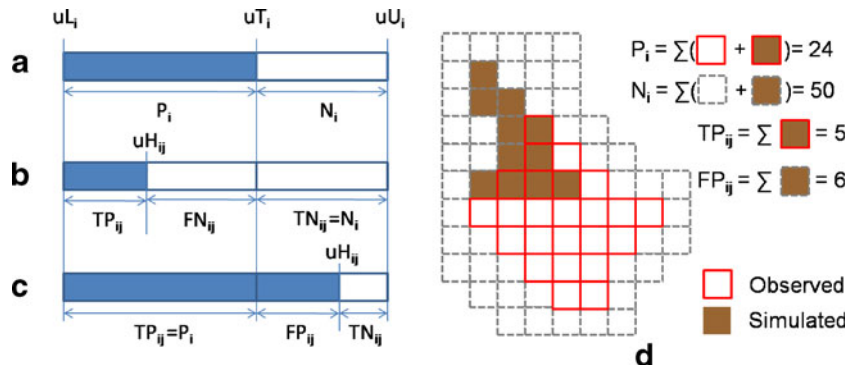 uLᵢ uTᵢ uUᵢ
a
Pᵢ Nᵢ
uHᵢⱼ
b
TPᵢⱼ FNᵢⱼ TNᵢⱼ=Nᵢ
uHᵢⱼ
c
TPᵢⱼ=Pᵢ FPᵢⱼ TNᵢⱼ
Pᵢ = ∑( + )= 24
Nᵢ = ∑( + )= 50
TPᵢⱼ = ∑ = 5
FPᵢⱼ = ∑ = 6
Observed
Simulated
d